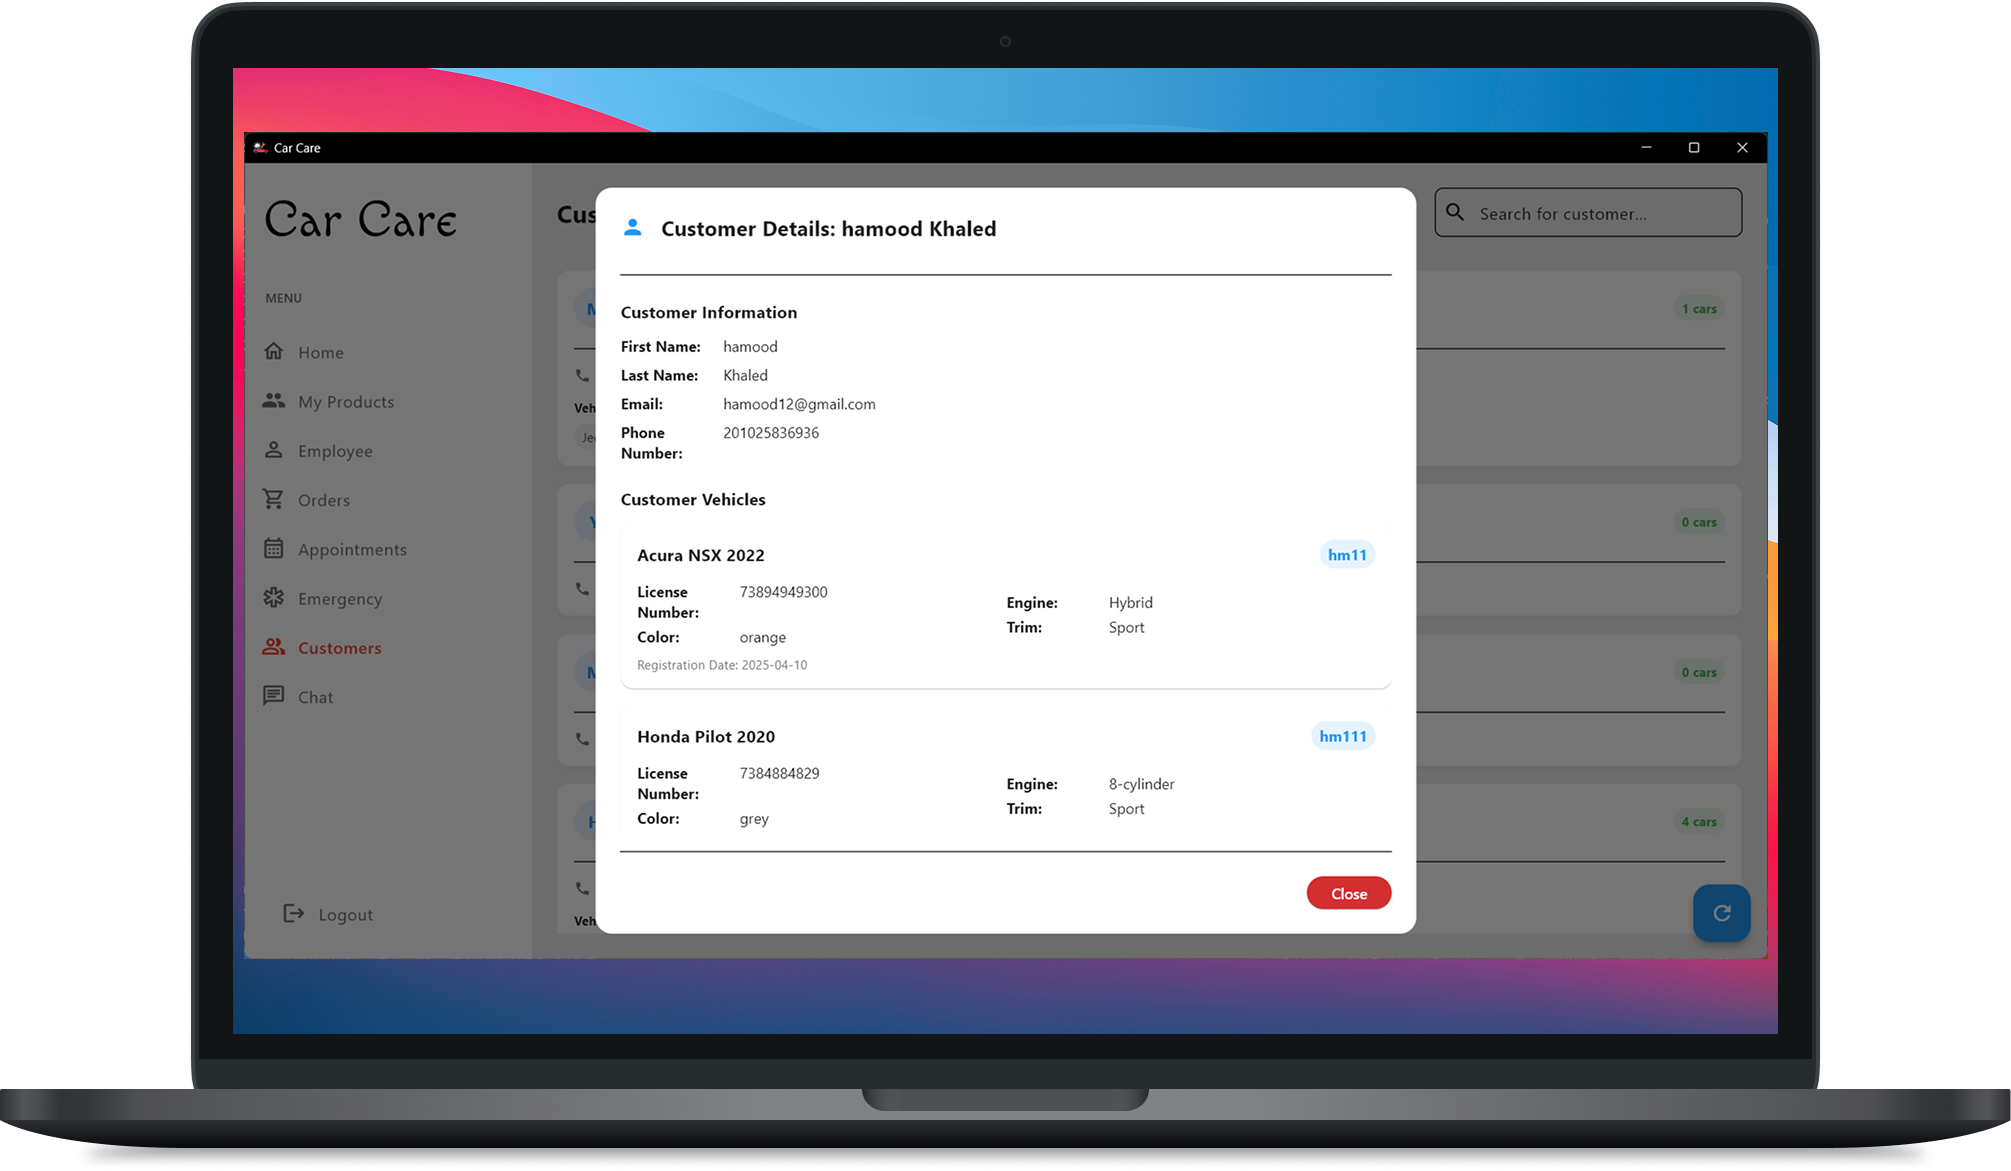 Car Care
Car Care
MENU
Home
My Products
Employee
Orders
Appointments
Emergency
Customers
Chat
Logout
Search for customer...
1 cars
0 cars
0 cars
4 cars
Customer Details: hamood Khaled
Customer Information
First Name: hamood
Last Name: Khaled
Email: hamood12@gmail.com
Phone 201025836936
Number:
Customer Vehicles
Acura NSX 2022 hm11
License 73894949300
Number:
Engine: Hybrid
Color: orange
Trim: Sport
Registration Date: 2025-04-10
Honda Pilot 2020 hm111
License 7384884829
Number:
Engine: 8-cylinder
Color: grey
Trim: Sport
Close